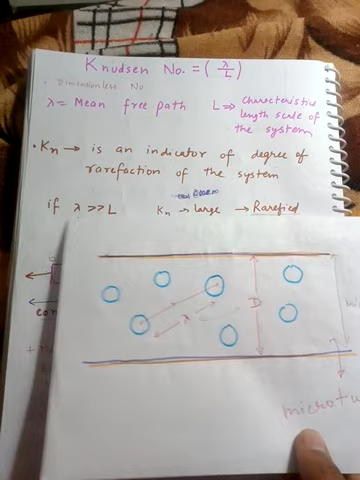 Knudsen No. = (λ/L)
· Dimensionless No
λ = Mean free path L ⇒ characteristic
length scale of
the system
· Kn → is an indicator of degree of
rarefaction of the system
if λ >> L Kn → large → Rarefied
D
λ
con
microtu